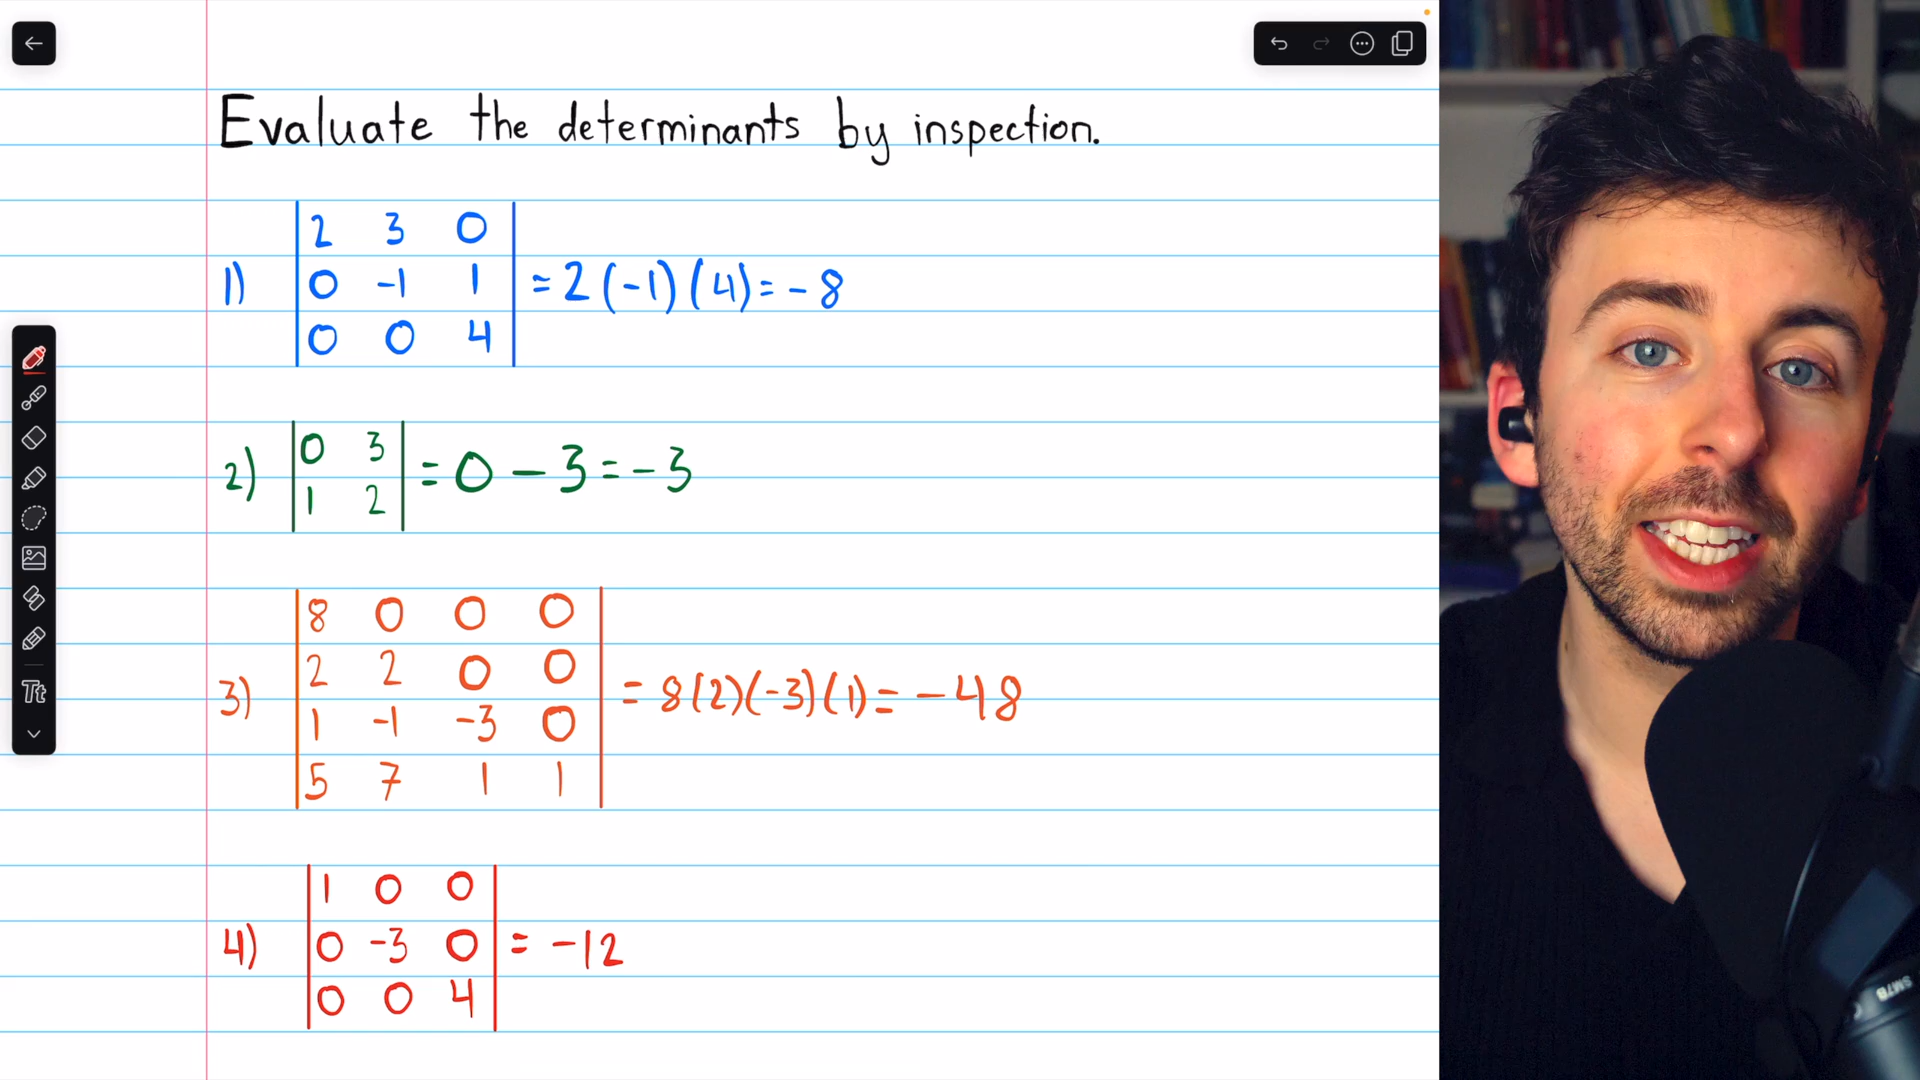 Evaluate the determinants by inspection.
2 3 0
1) 0 -1 1 = 2(-1)(4) = -8
0 0 4
0 3
2) = 0 - 3 = -3
1 2
8 0 0 0
2 2 0 0
3) = 8(2)(-3)(1) = -48
1 -1 -3 0
5 7 1 1
1 0 0
4) 0 -3 0 = -12
0 0 4
Tt
SM7B